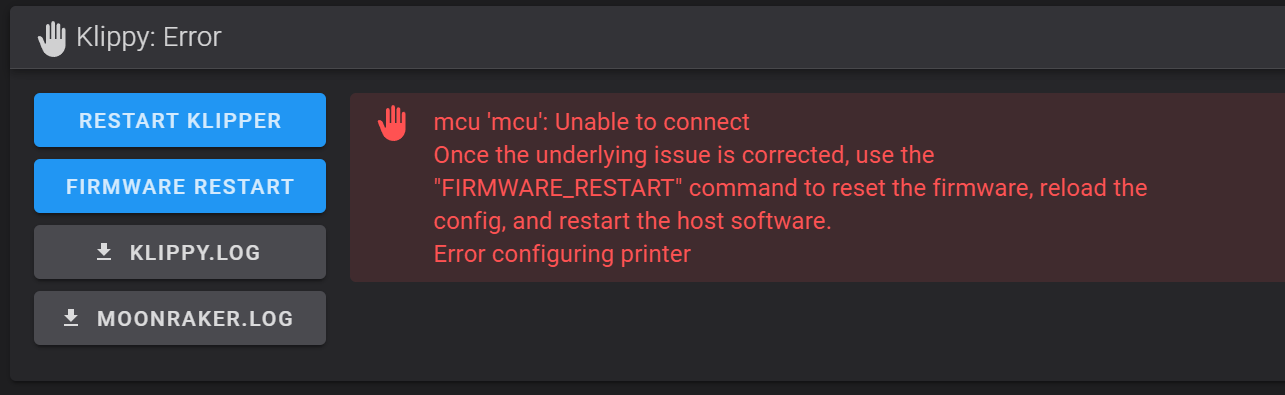 Klippy: Error
RESTART KLIPPER
FIRMWARE RESTART
KLIPPY.LOG
MOONRAKER.LOG
mcu 'mcu': Unable to connect
Once the underlying issue is corrected, use the
"FIRMWARE_RESTART" command to reset the firmware, reload the
config, and restart the host software.
Error configuring printer